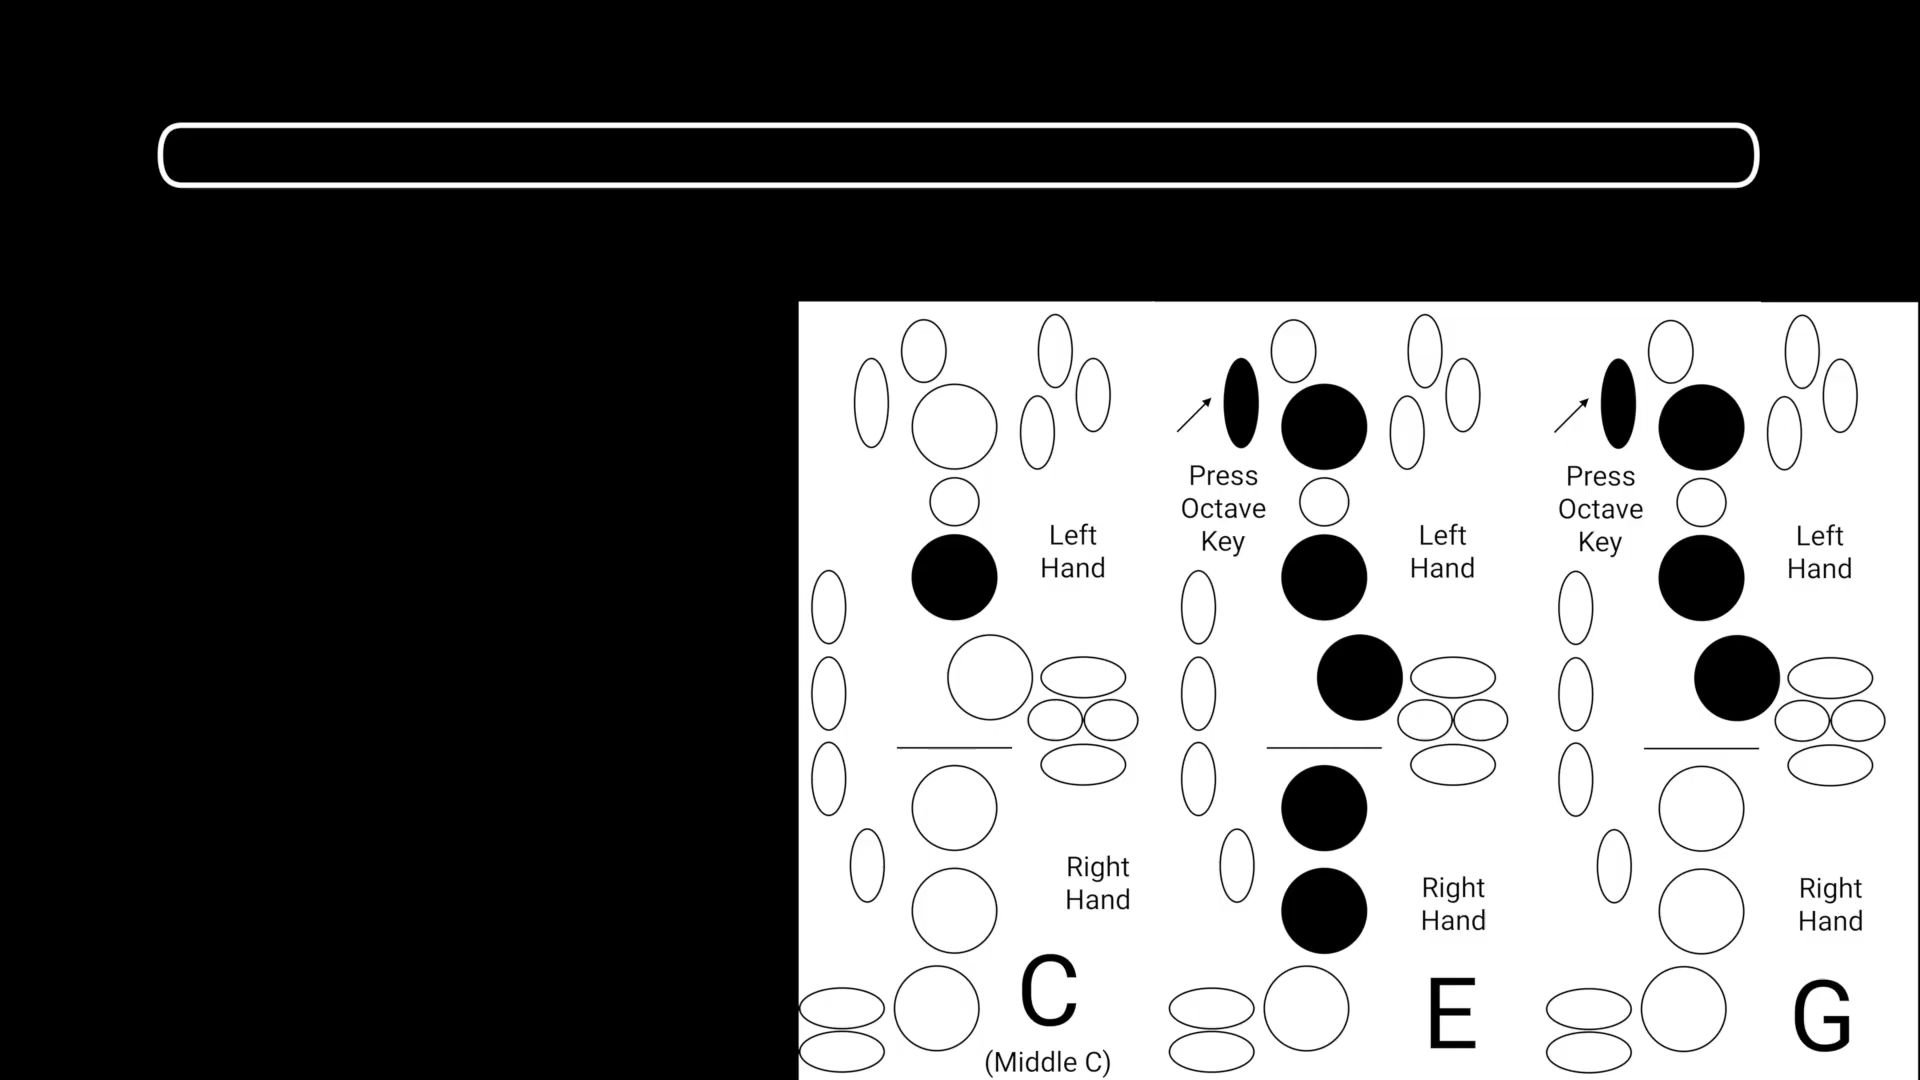 Left
Hand
Right
Hand
C
(Middle C)
Press
Octave
Key
Left
Hand
Right
Hand
E
Press
Octave
Key
Left
Hand
Right
Hand
G